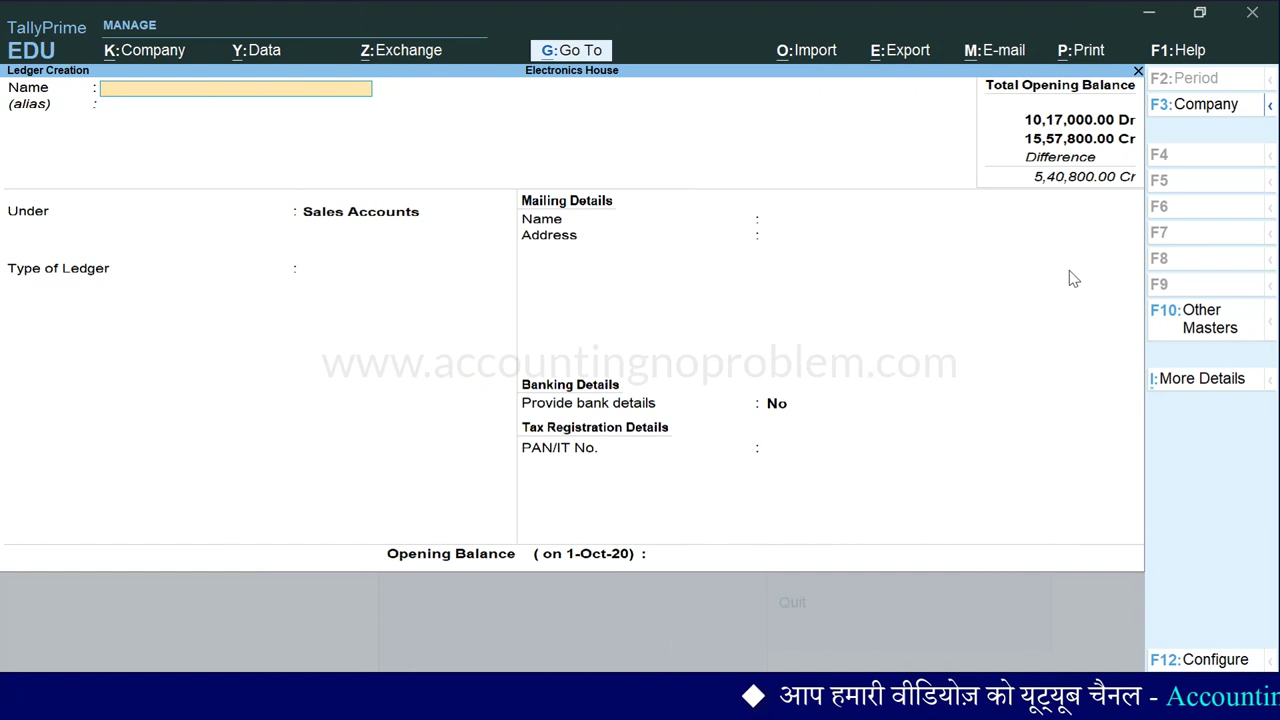 TallyPrime MANAGE
EDU K:Company Y:Data Z:Exchange G:Go To O:Import E:Export M:E-mail P:Print F1:Help
Ledger Creation Electronics House
Name :
(alias) :
Total Opening Balance
10,17,000.00 Dr
15,57,800.00 Cr
Difference
5,40,800.00 Cr
Under : Sales Accounts
Type of Ledger :
Mailing Details
Name :
Address :
www.accountingnoproblem.com
Banking Details
Provide bank details : No
Tax Registration Details
PAN/IT No. :
Opening Balance ( on 1-Oct-20) :
Quit
F2:Period
F3:Company
F4
F5
F6
F7
F8
F9
F10:Other
Masters
I:More Details
F12:Configure
◆ आप हमारी वीडियोज़ को यूट्यूब चैनल - Accountin